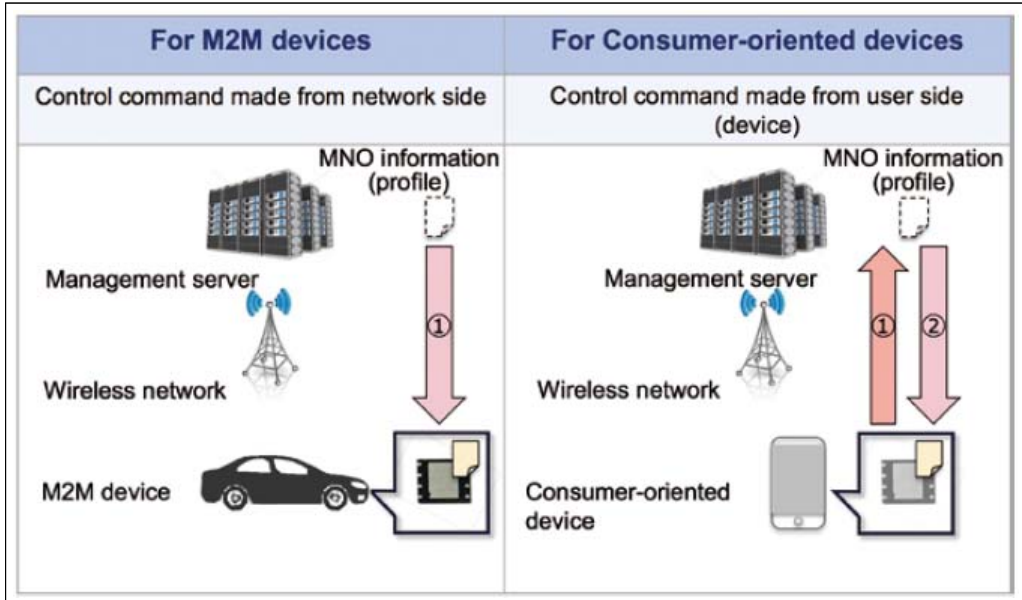 For M2M devices
Control command made from network side
MNO information
(profile)
Management server
①
Wireless network
M2M device
For Consumer-oriented devices
Control command made from user side
(device)
MNO information
(profile)
Management server
①
②
Wireless network
Consumer-oriented
device